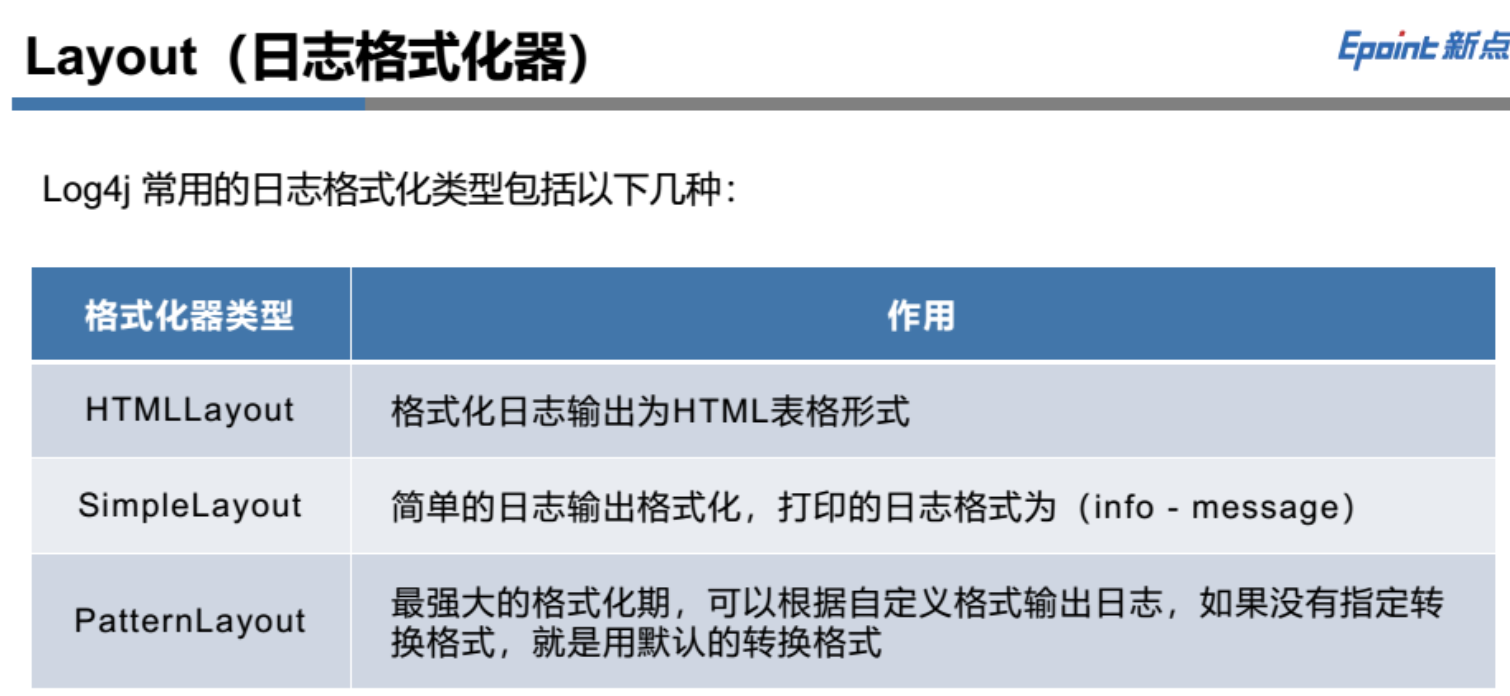 Layout（日志格式化器）
Epoint 新点
Log4j 常用的日志格式化类型包括以下几种：
格式化器类型
作用
HTMLLayout
格式化日志输出为HTML表格形式
SimpleLayout
简单的日志输出格式化，打印的日志格式为（info - message）
PatternLayout
最强大的格式化期，可以根据自定义格式输出日志，如果没有指定转
换格式，就是用默认的转换格式